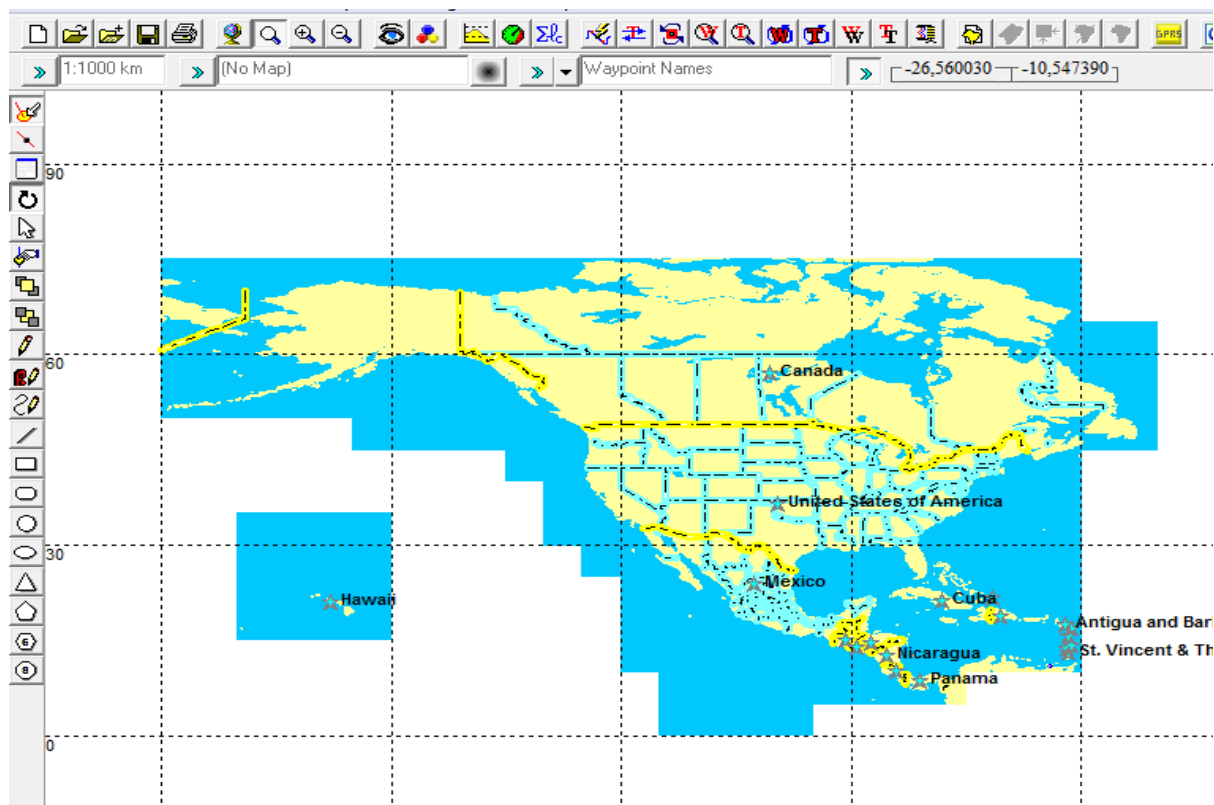 GPRS
1:1000 km
(No Map)
Waypoint Names
-26,560030
-10,547390
90
60
Canada
United States of America
30
Mexico
Hawaii
Cuba
Antigua and Bar
Nicaragua
St. Vincent & Th
Panama
0